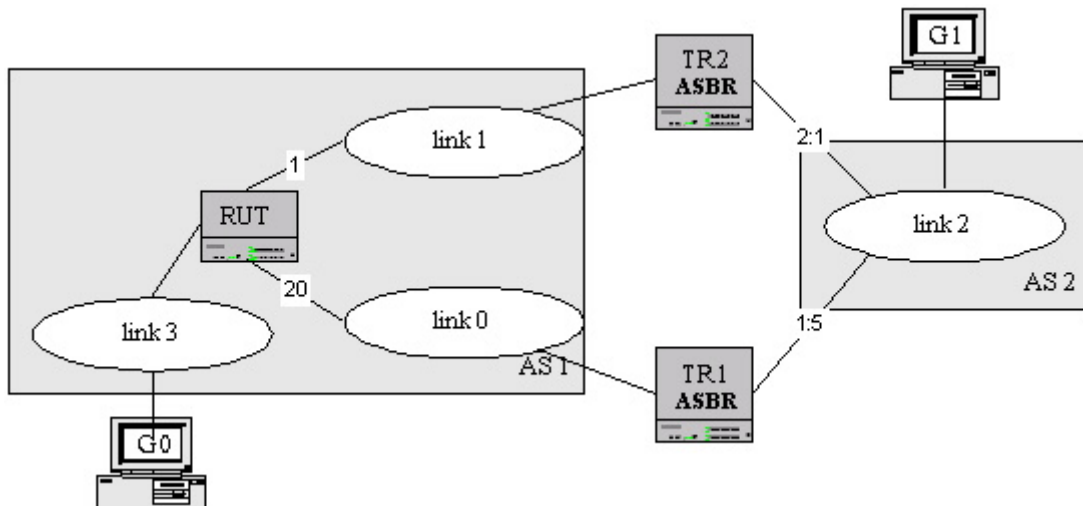 G1
TR2
ASBR
link 1
2:1
1
RUT
link 2
AS 2
20
link 3
link 0
1:5
AS 1
TR1
ASBR
G0